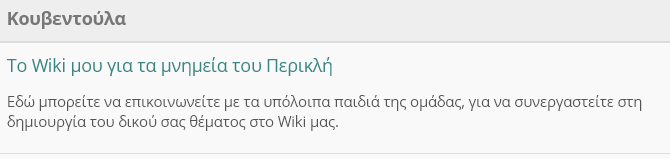 Κουβεντούλα
Το Wiki μου για τα μνημεία του Περικλή
Εδώ μπορείτε να επικοινωνείτε με τα υπόλοιπα παιδιά της ομάδας, για να συνεργαστείτε στη
δημιουργία του δικού σας θέματος στο Wiki μας.